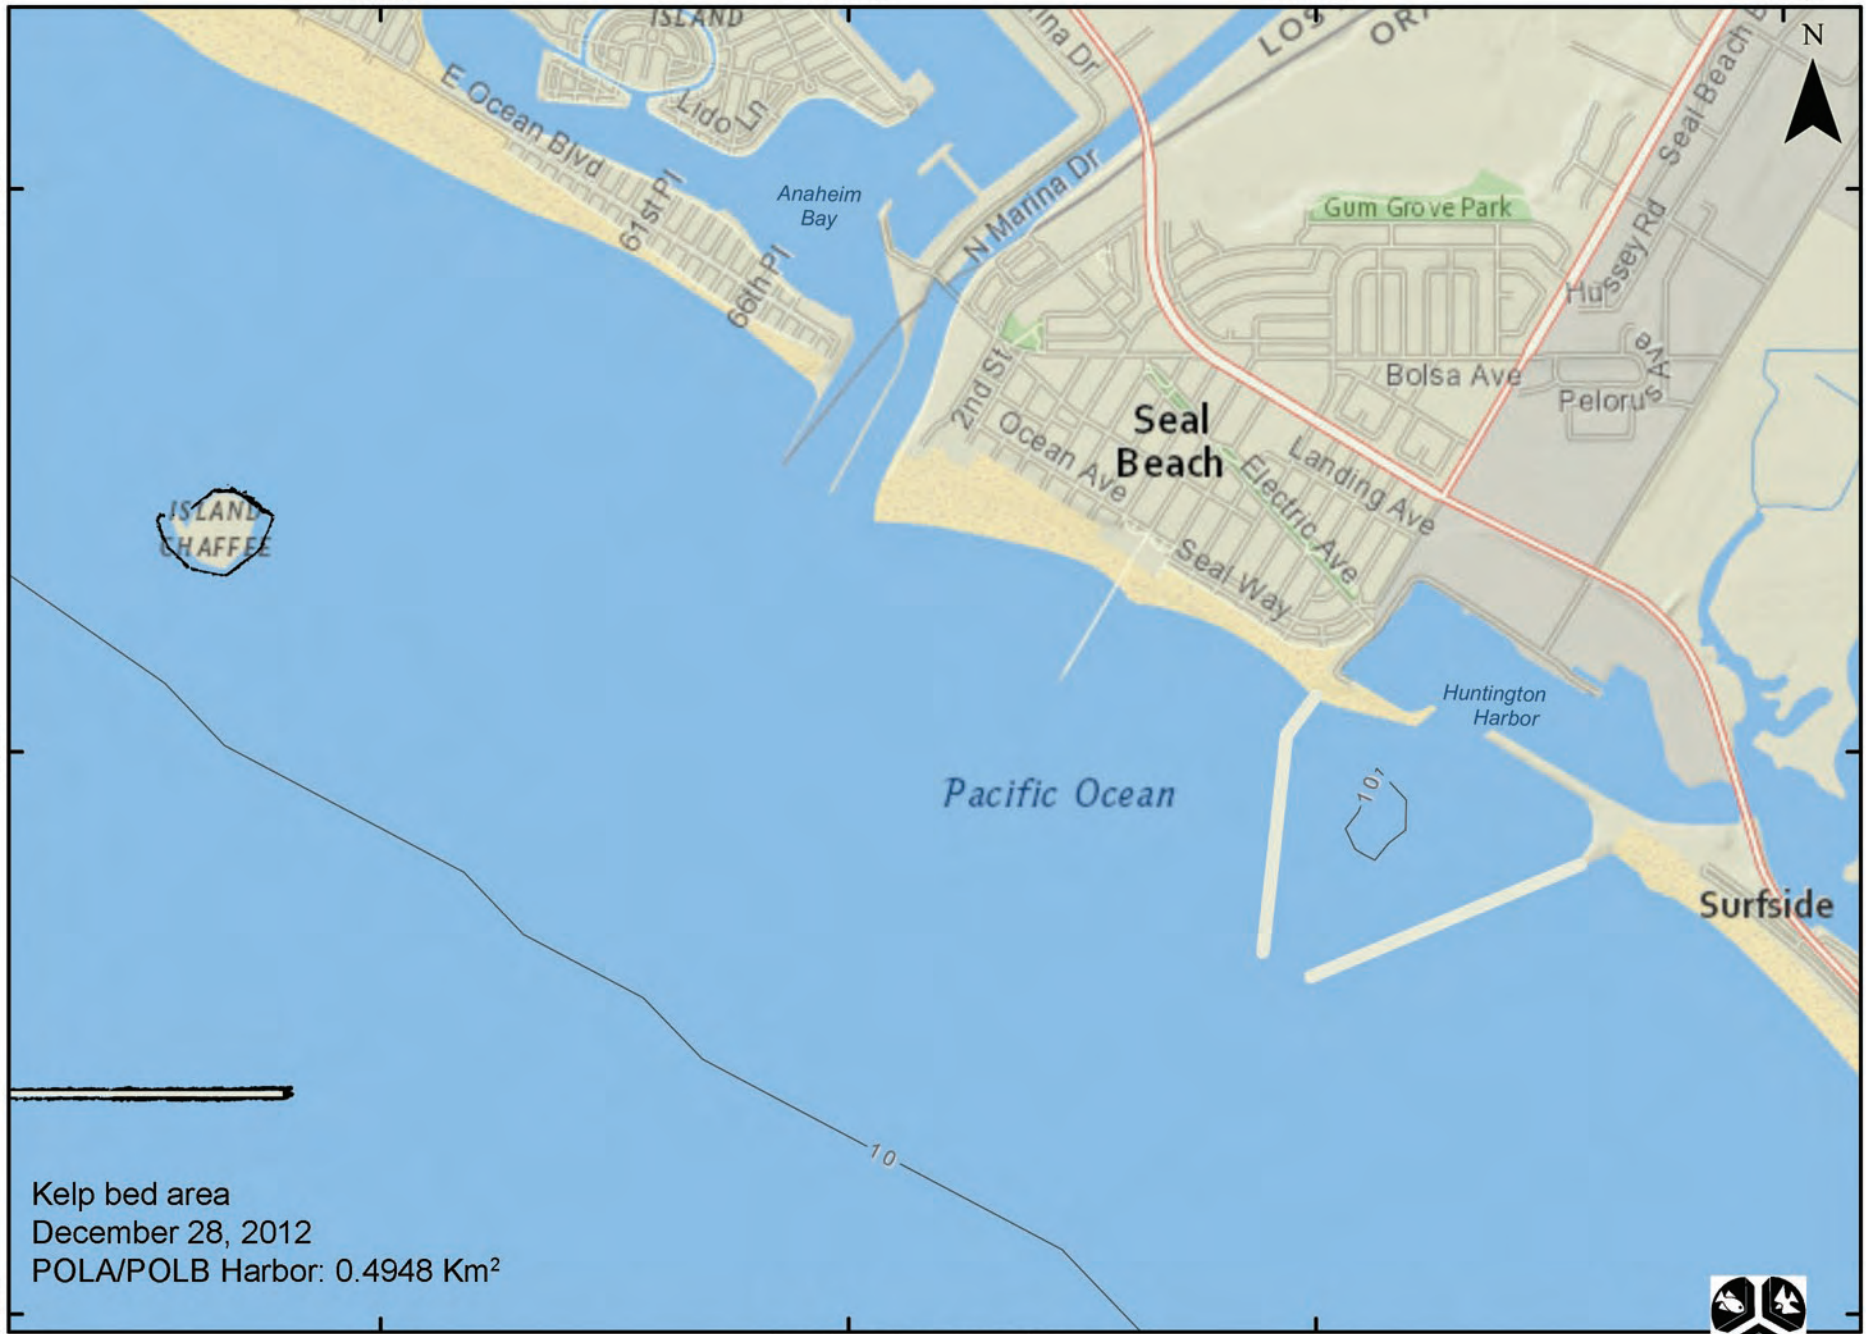 ISLAND
N
E Ocean Blvd
Lido Ln
61st Pl
66th Pl
Anaheim
Bay
N Marina Dr
Gum Grove Park
Hussey Rd
Seal Beach B
Bolsa Ave
Pelorus Ave
2nd St
Ocean Ave
Seal
Beach
Landing Ave
Electric Ave
Seal Way
ISLAND
CHAFFEE
Huntington
Harbor
Pacific Ocean
10
Surfside
10
Kelp bed area
December 28, 2012
POLA/POLB Harbor: 0.4948 Km²